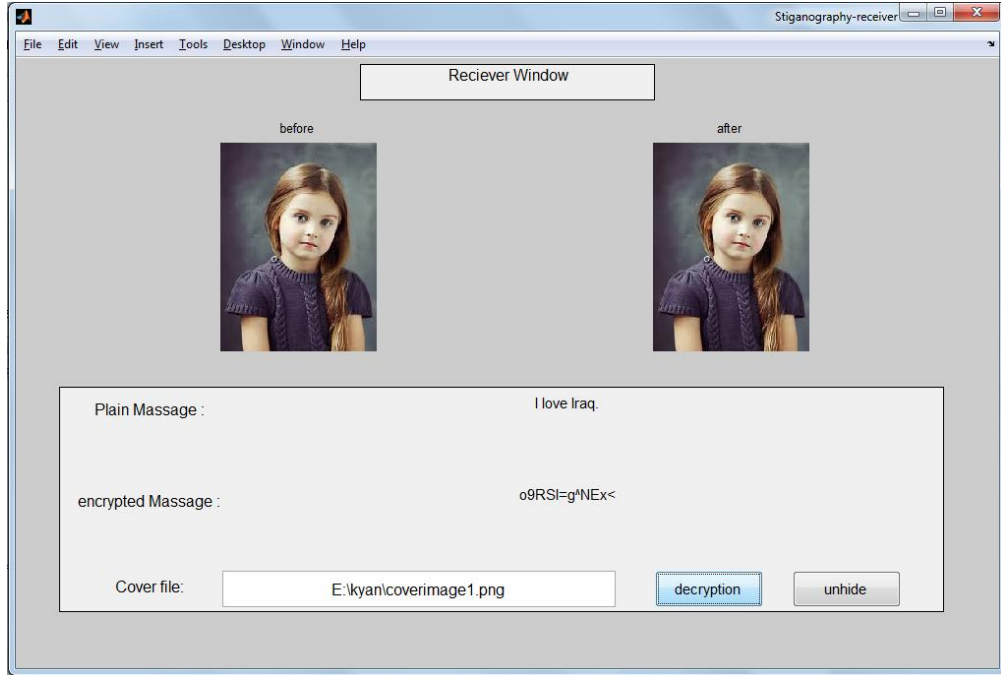 Stiganography-receiver
File Edit View Insert Tools Desktop Window Help
Reciever Window
before
after
Plain Massage :
I love Iraq.
encrypted Massage :
o9RSI=g^NEx<
Cover file:
E:\kyan\coverimage1.png
decryption
unhide